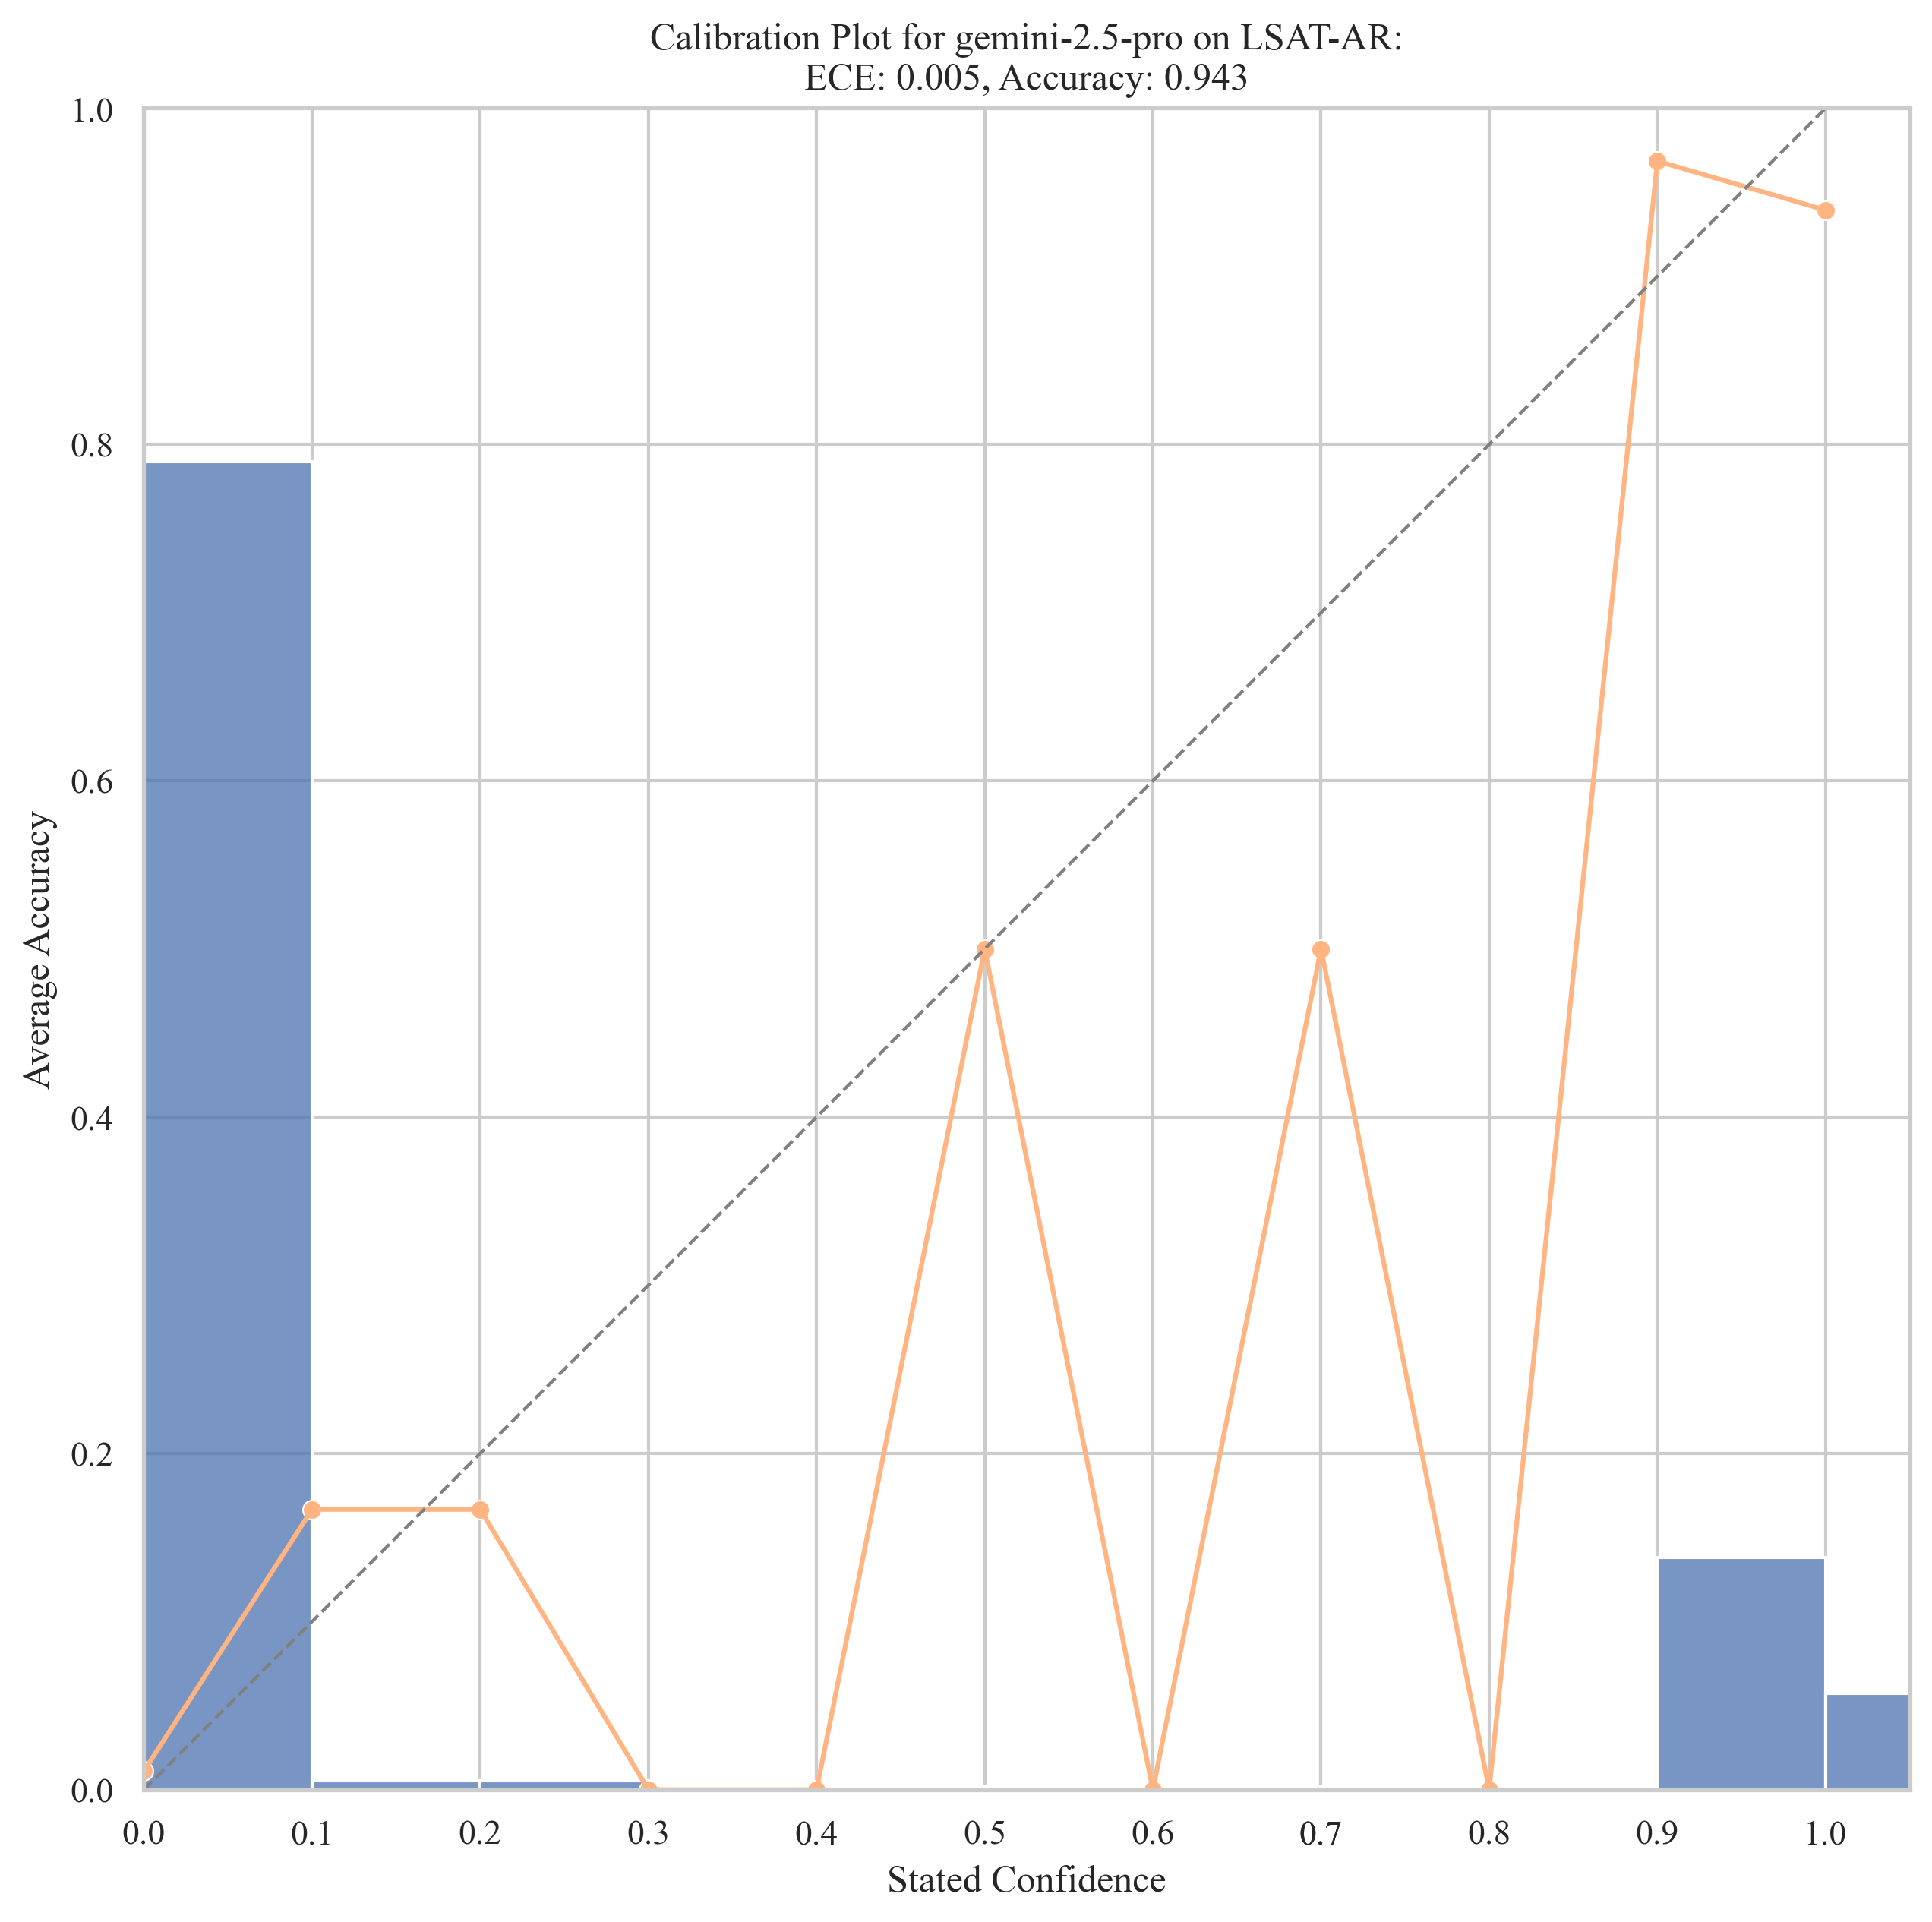 Calibration Plot for gemini-2.5-pro on LSAT-AR:
ECE: 0.005, Accuracy: 0.943
1.0
0.8
0.6
0.4
0.2
0.0
Average Accuracy
0.0 0.1 0.2 0.3 0.4 0.5 0.6 0.7 0.8 0.9 1.0
Stated Confidence